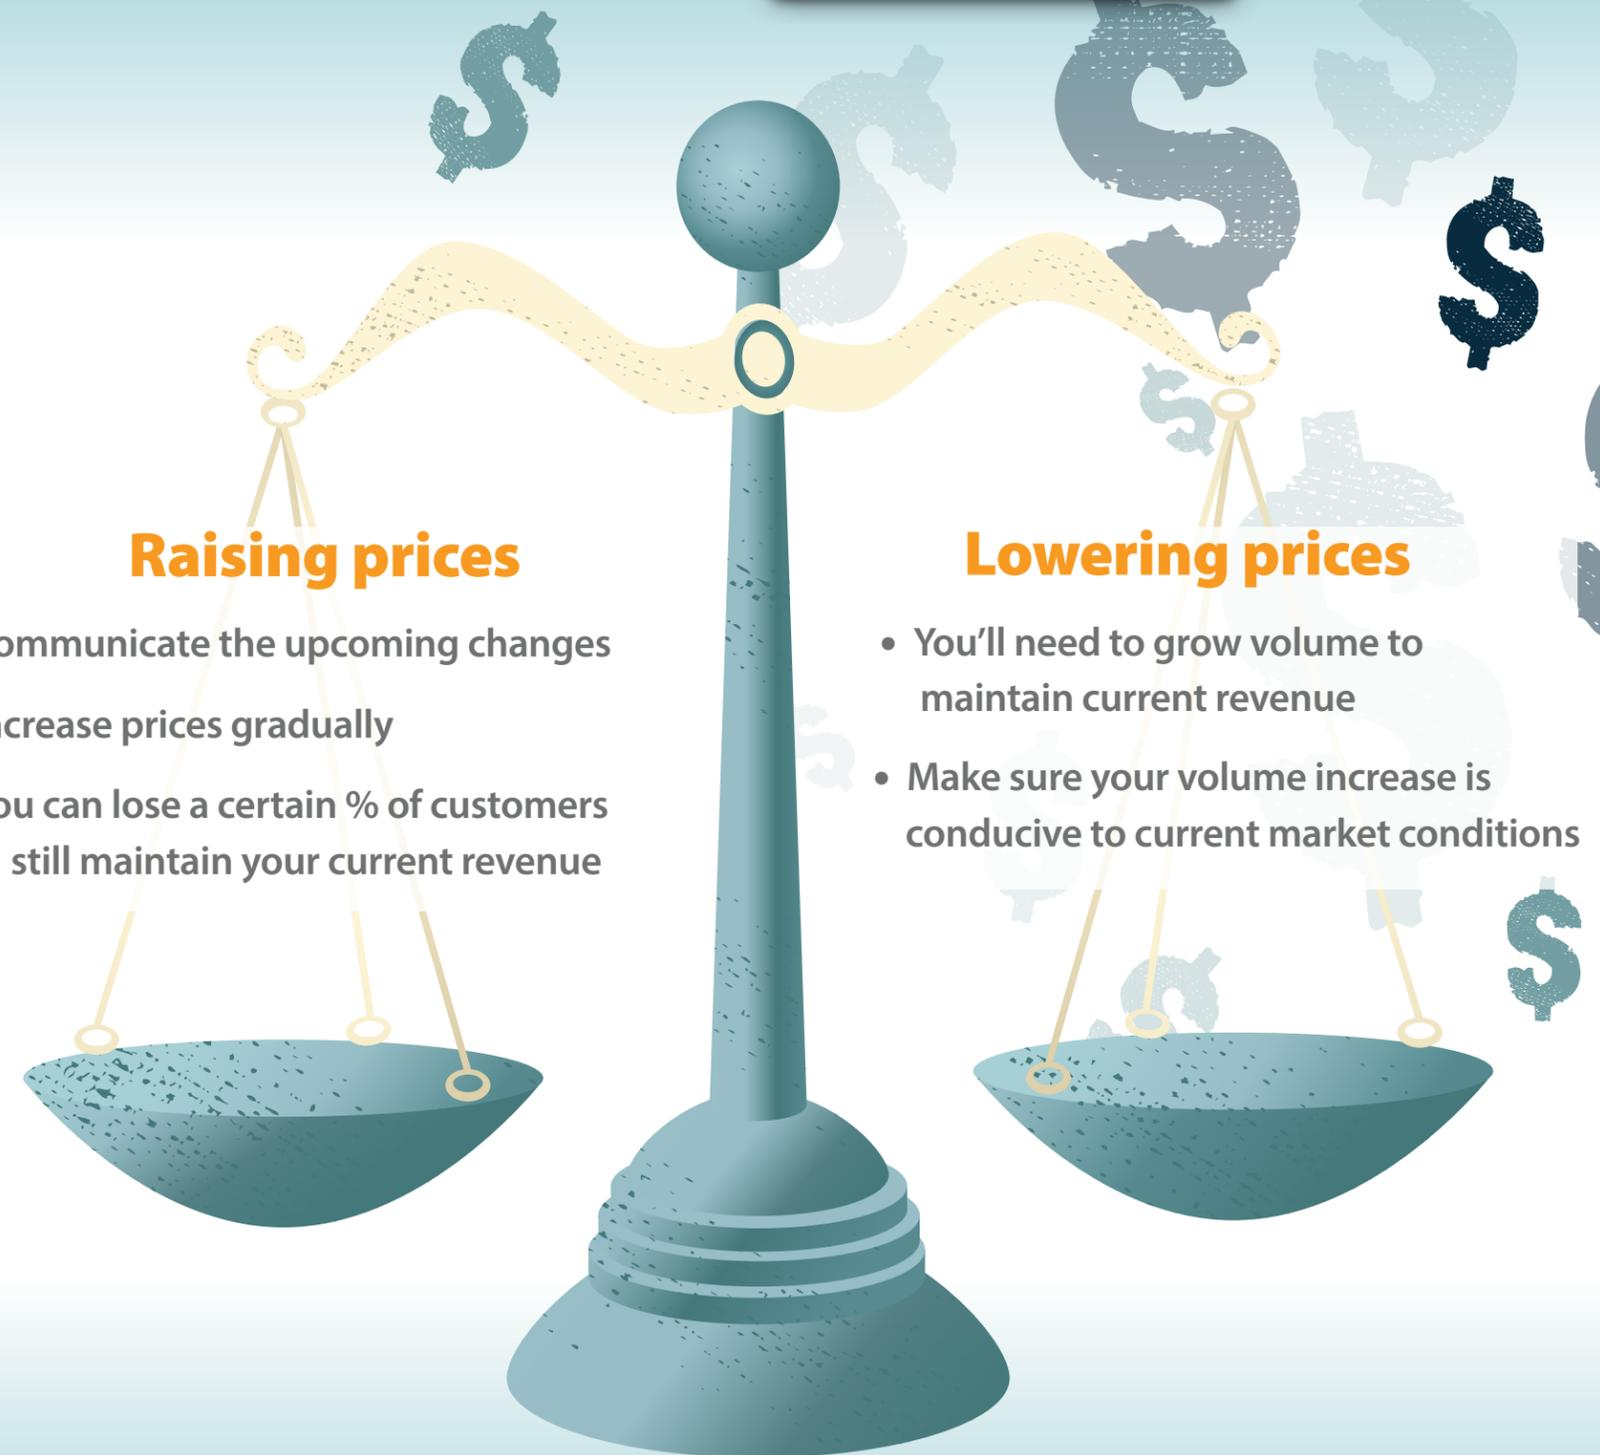 Raising prices
ommunicate the upcoming changes
crease prices gradually
ou can lose a certain % of customers
still maintain your current revenue
Lowering prices
• You’ll need to grow volume to
maintain current revenue
• Make sure your volume increase is
conducive to current market conditions